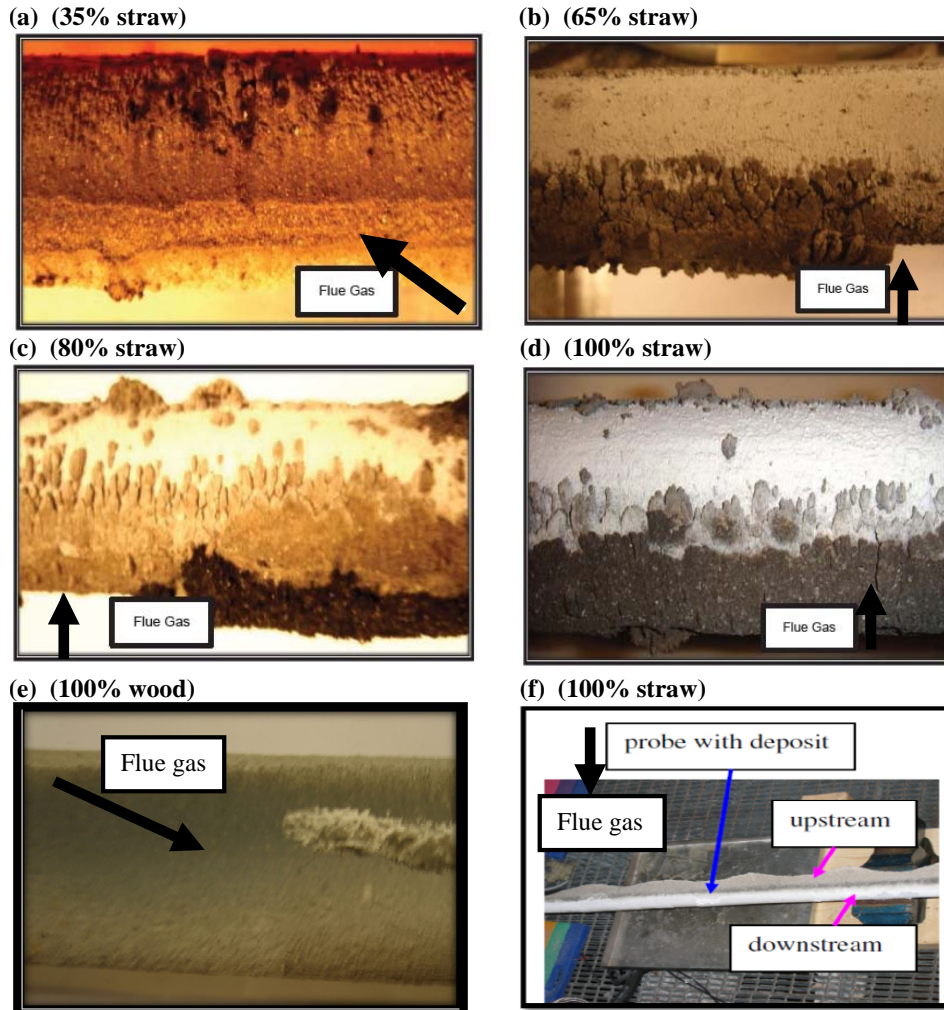 (a) (35% straw)
(b) (65% straw)
Flue Gas
Flue Gas
(c) (80% straw)
(d) (100% straw)
Flue Gas
Flue Gas
(e) (100% wood)
(f) (100% straw)
Flue gas
probe with deposit
Flue gas
upstream
downstream